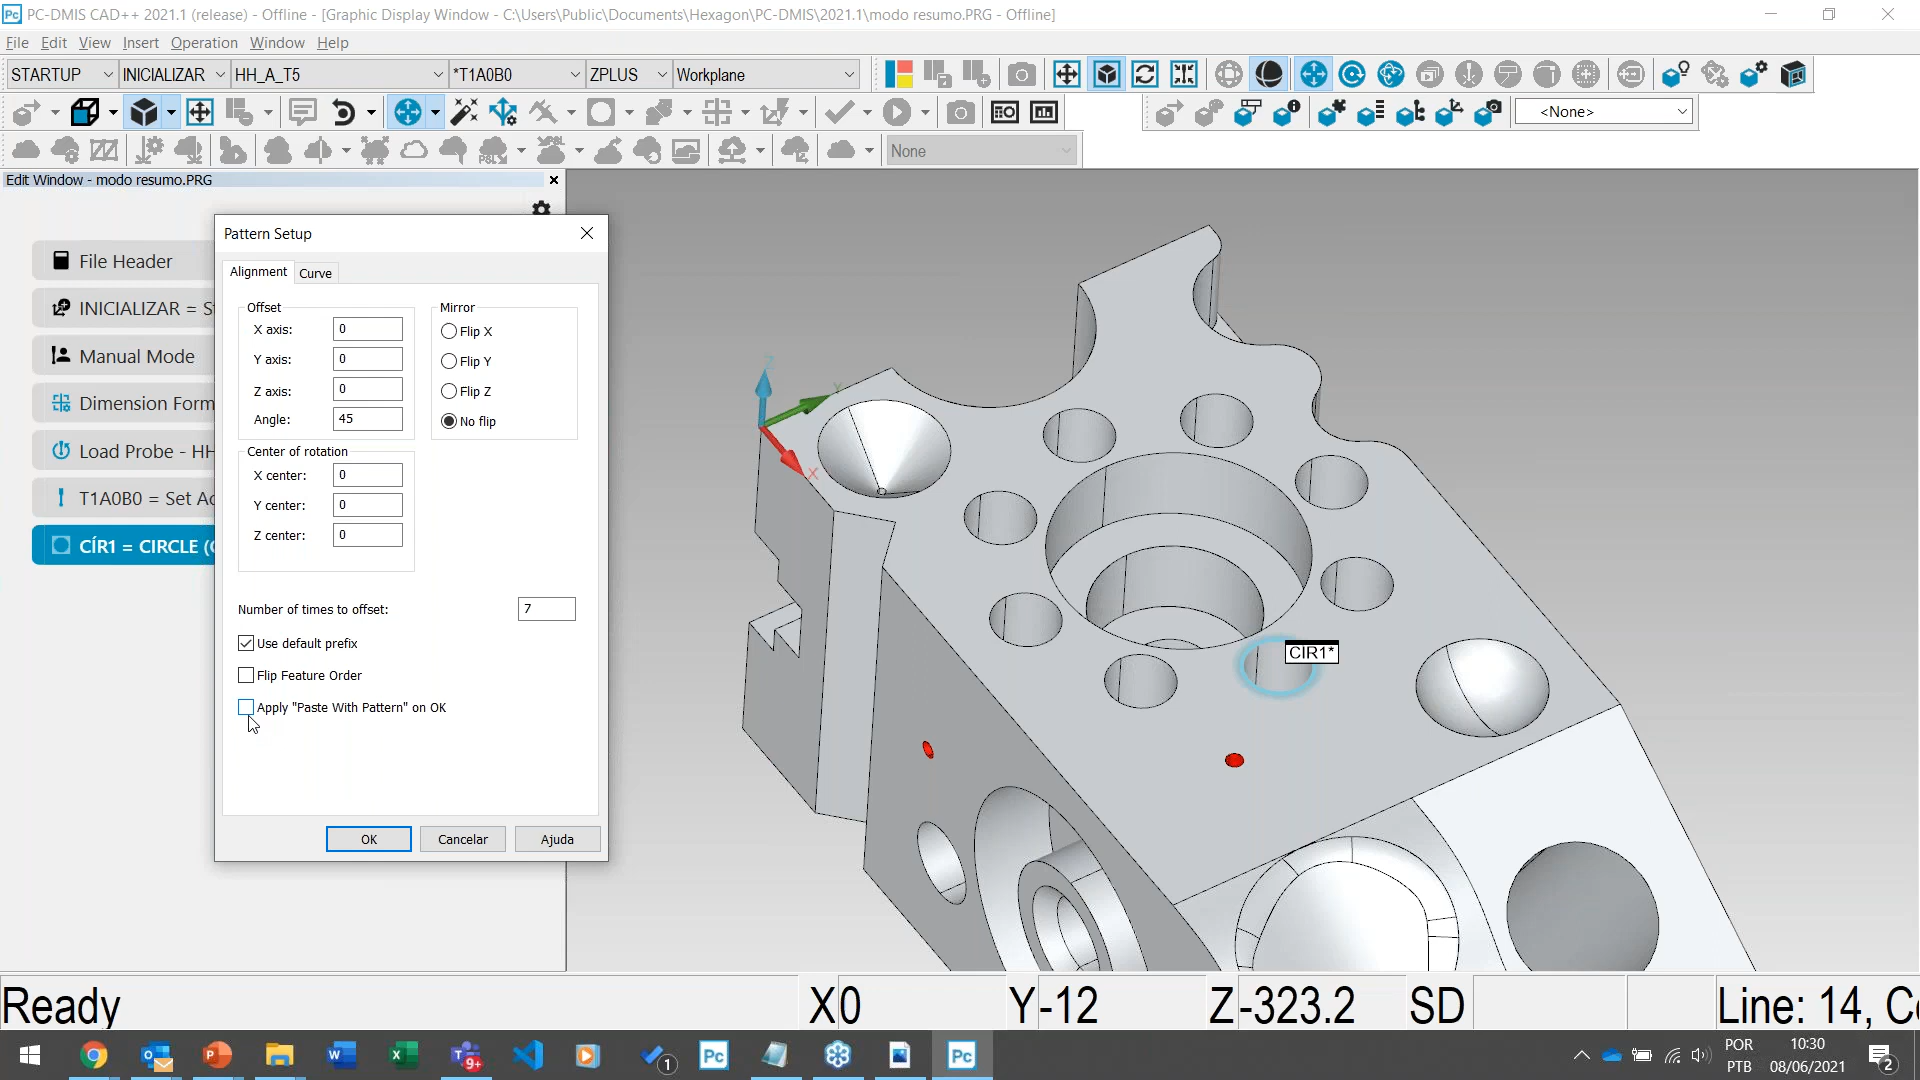 PC-DMIS CAD++ 2021.1 (release) - Offline - [Graphic Display Window - C:\Users\Public\Documents\Hexagon\PC-DMIS\2021.1\modo resumo.PRG - Offline]
File Edit View Insert Operation Window Help
STARTUP INICIALIZAR HH_A_T5 *T1A0B0 ZPLUS Workplane
<None>
None
Edit Window - modo resumo.PRG
File Header
INICIALIZAR = S
Manual Mode
Dimension Form
Load Probe - HH
T1A0B0 = Set Ac
CÍR1 = CIRCLE (
Pattern Setup
Alignment Curve
Offset
X axis: 0
Y axis: 0
Z axis: 0
Angle: 45
Mirror
Flip X
Flip Y
Flip Z
No flip
Center of rotation
X center: 0
Y center: 0
Z center: 0
Number of times to offset: 7
Use default prefix
Flip Feature Order
Apply "Paste With Pattern" on OK
OK Cancelar Ajuda
Z
Y
X
CIR1*
Ready X0 Y-12 Z-323.2 SD Line: 14, C
9+
1
POR
PTB
10:30
08/06/2021
2